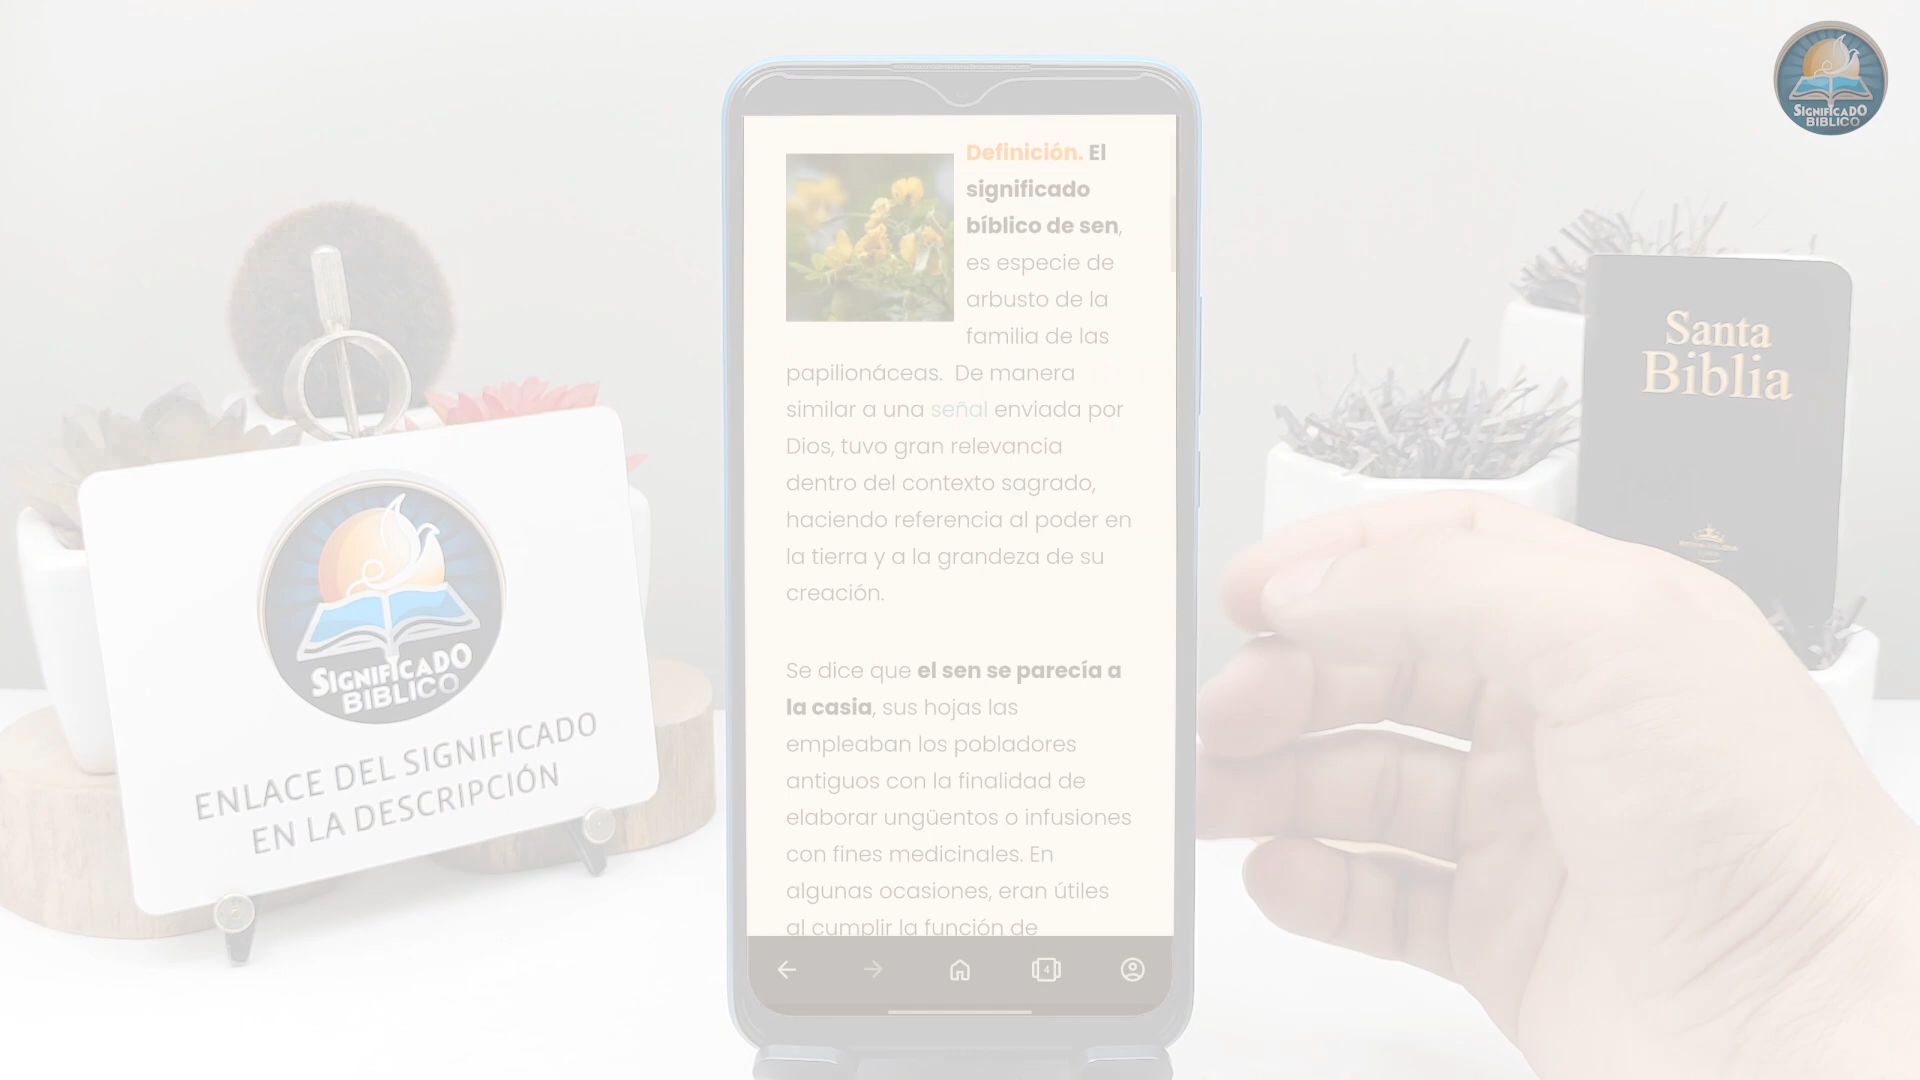 SIGNIFICADO
BIBLICO
Definición. El
significado
bíblico de sen,
es especie de
arbusto de la
familia de las
papilionáceas. De manera
similar a una señal enviada por
Dios, tuvo gran relevancia
dentro del contexto sagrado,
haciendo referencia al poder en
la tierra y a la grandeza de su
creación.
Se dice que el sen se parecía a
la casia, sus hojas las
empleaban los pobladores
antiguos con la finalidad de
elaborar ungüentos o infusiones
con fines medicinales. En
algunas ocasiones, eran útiles
al cumplir la función de
4
SIGNIFICADO
BIBLICO
ENLACE DEL SIGNIFICADO
EN LA DESCRIPCIÓN
Santa
Biblia